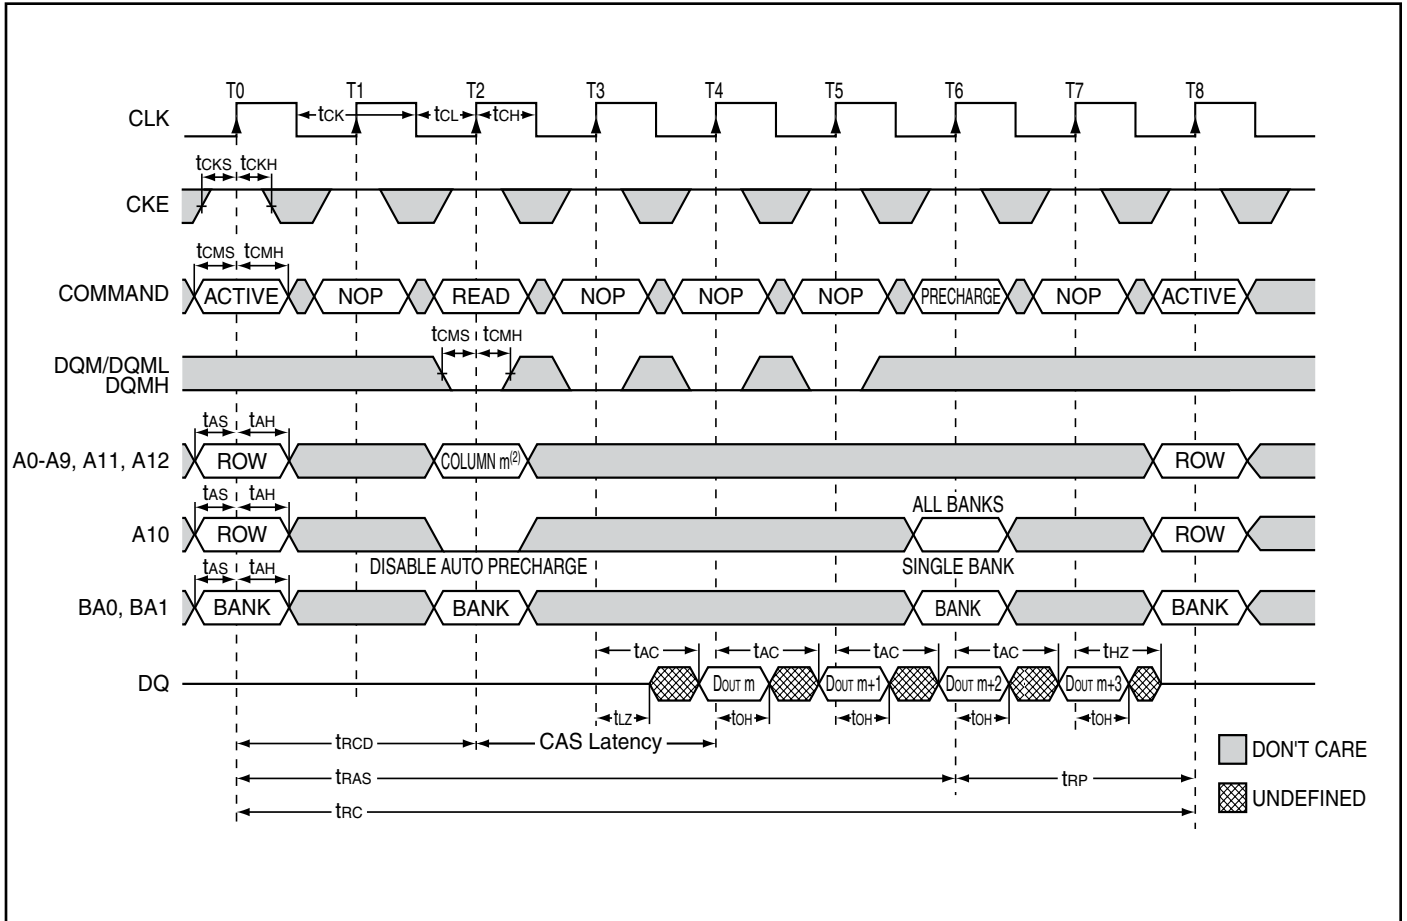 T0 T1 T2 T3 T4 T5 T6 T7 T8
CLK tCK tCL tCH
tCKS tCKH
CKE
tCMS tCMH
COMMAND ACTIVE NOP READ NOP NOP NOP PRECHARGE NOP ACTIVE
tCMS tCMH
DQM/DQML
DQMH
tAS tAH
A0-A9, A11, A12 ROW COLUMN m(2) ROW
tAS tAH ALL BANKS
A10 ROW ROW
DISABLE AUTO PRECHARGE SINGLE BANK
tAS tAH
BA0, BA1 BANK BANK BANK BANK
tAC tAC tAC tAC tHZ
DQ DOUT m DOUT m+1 DOUT m+2 DOUT m+3
tLZ tOH tOH tOH tOH
tRCD CAS Latency
DON'T CARE
tRAS tRP
UNDEFINED
tRC